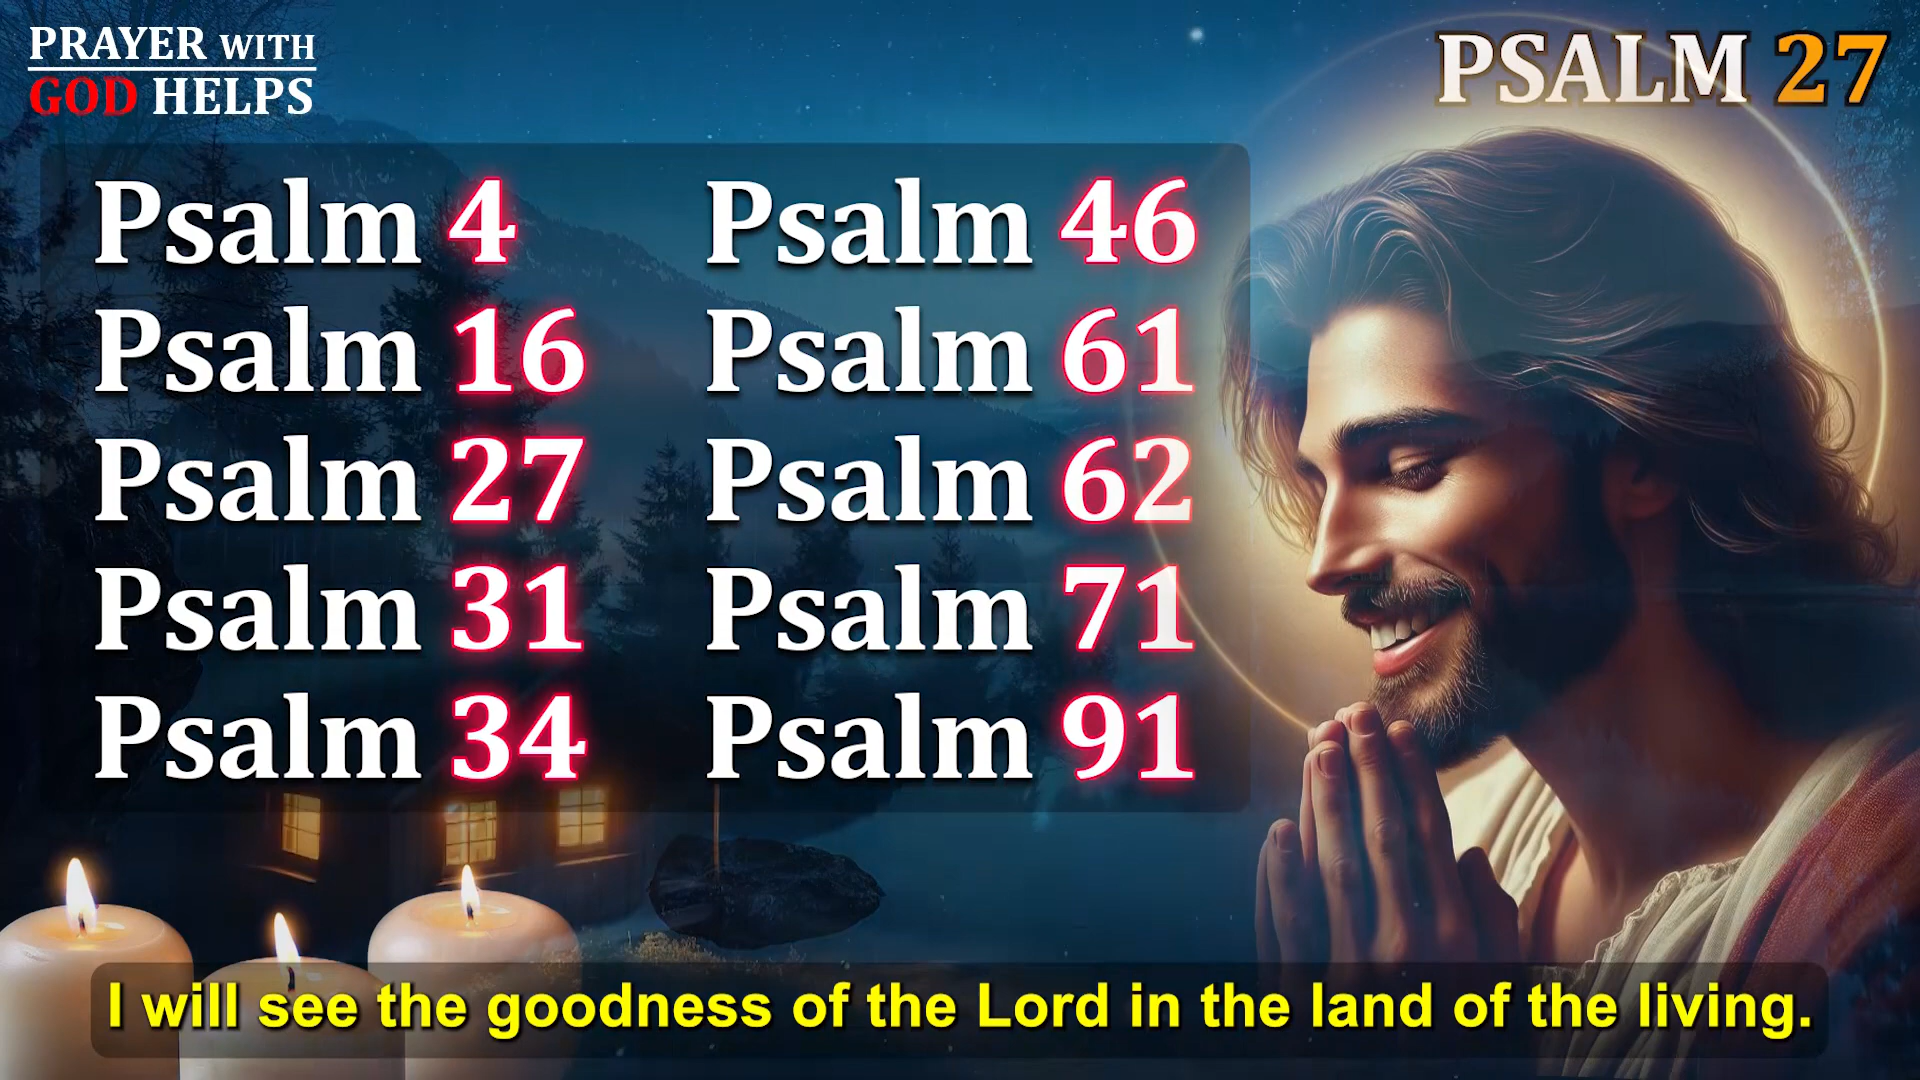 PRAYER WITH
GOD HELPS
PSALM 27
Psalm 4
Psalm 16
Psalm 27
Psalm 31
Psalm 34
Psalm 46
Psalm 61
Psalm 62
Psalm 71
Psalm 91
I will see the goodness of the Lord in the land of the living.